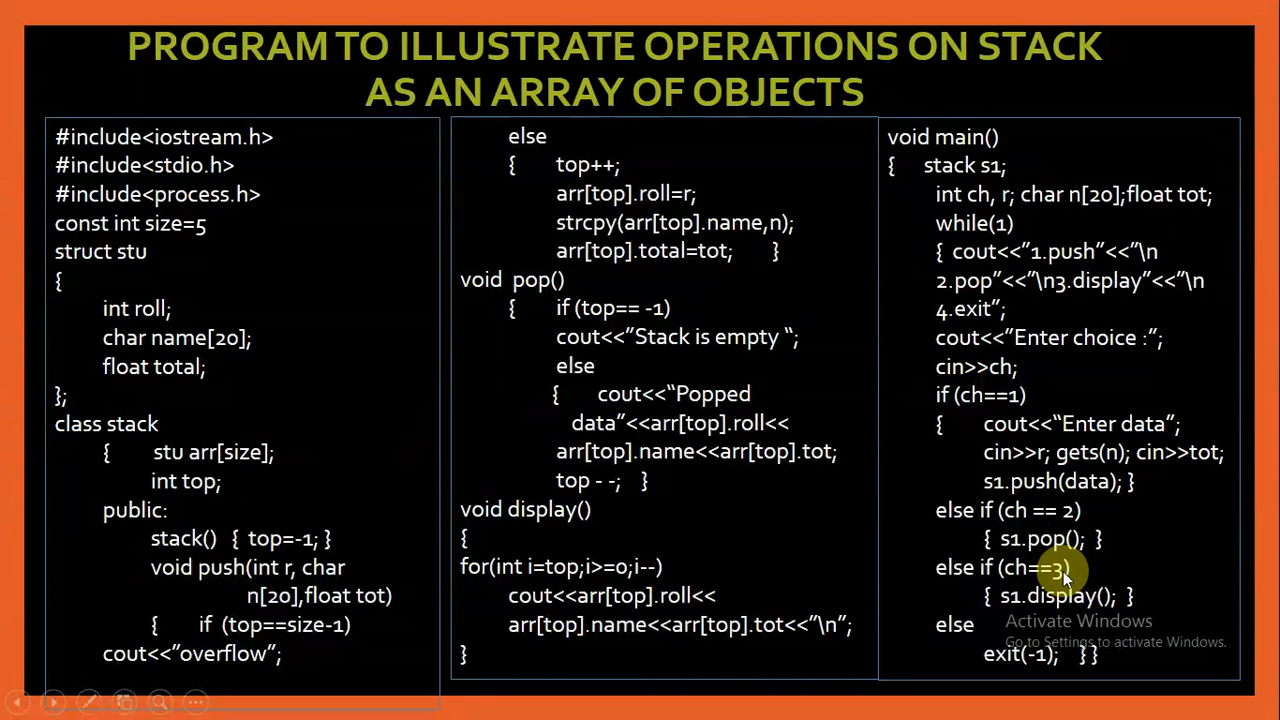 PROGRAM TO ILLUSTRATE OPERATIONS ON STACK
AS AN ARRAY OF OBJECTS
#include<iostream.h>
#include<stdio.h>
#include<process.h>
const int size=5
struct stu
{
int roll;
char name[20];
float total;
};
class stack
{ stu arr[size];
int top;
public:
stack() { top=-1; }
void push(int r, char
n[20],float tot)
{ if (top==size-1)
cout<<”overflow”;
else
{ top++;
arr[top].roll=r;
strcpy(arr[top].name,n);
arr[top].total=tot; }
void pop()
{ if (top== -1)
cout<<”Stack is empty “;
else
{ cout<<“Popped
data”<<arr[top].roll<<
arr[top].name<<arr[top].tot;
top - -; }
void display()
{
for(int i=top;i>=0;i--)
cout<<arr[top].roll<<
arr[top].name<<arr[top].tot<<”\n”;
}
void main()
{ stack s1;
int ch, r; char n[20];float tot;
while(1)
{ cout<<”1.push”<<”\n
2.pop”<<”\n3.display”<<”\n
4.exit”;
cout<<”Enter choice :”;
cin>>ch;
if (ch==1)
{ cout<<“Enter data”;
cin>>r; gets(n); cin>>tot;
s1.push(data); }
else if (ch == 2)
{ s1.pop(); }
else if (ch==3)
{ s1.display(); }
else
exit(-1); } }
Activate Windows
Go to Settings to activate Windows.